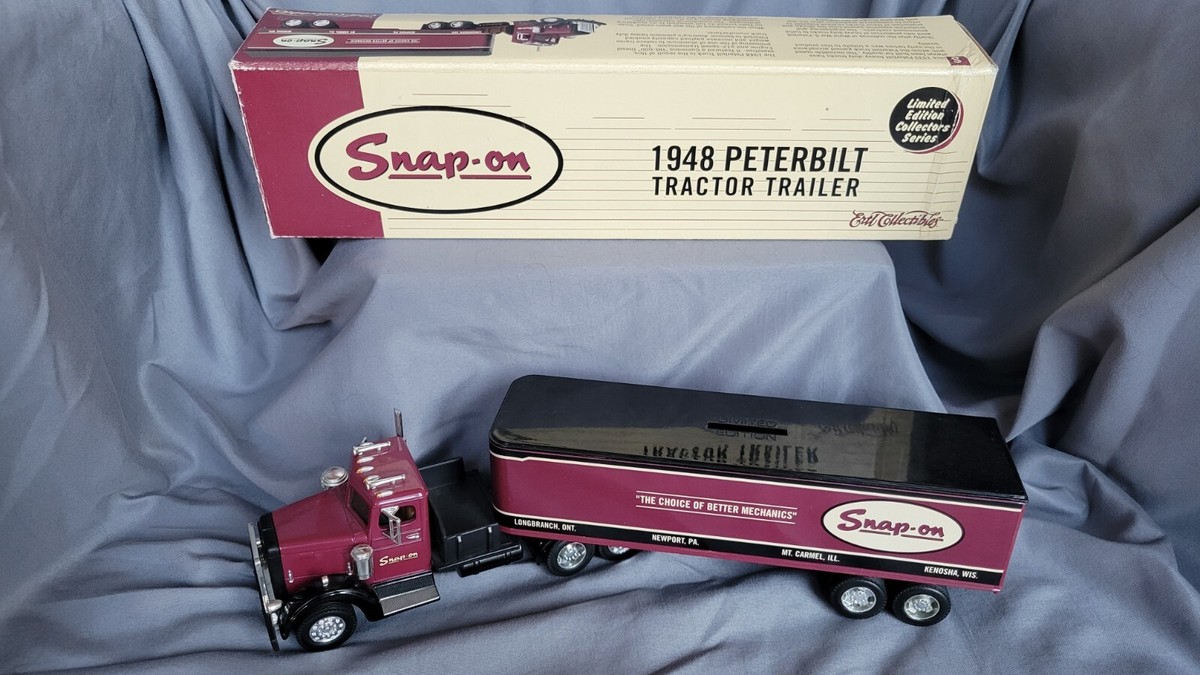 Snap-on
1948 PETERBILT
TRACTOR TRAILER
Limited
Edition
Collectors
Series
Ertl Collectibles
"THE CHOICE OF BETTER MECHANICS"
Snap-on
LONGBRANCH, ONT.
NEWPORT, PA.
MT. CARMEL, ILL.
KENOSHA, WIS.
Snap-on